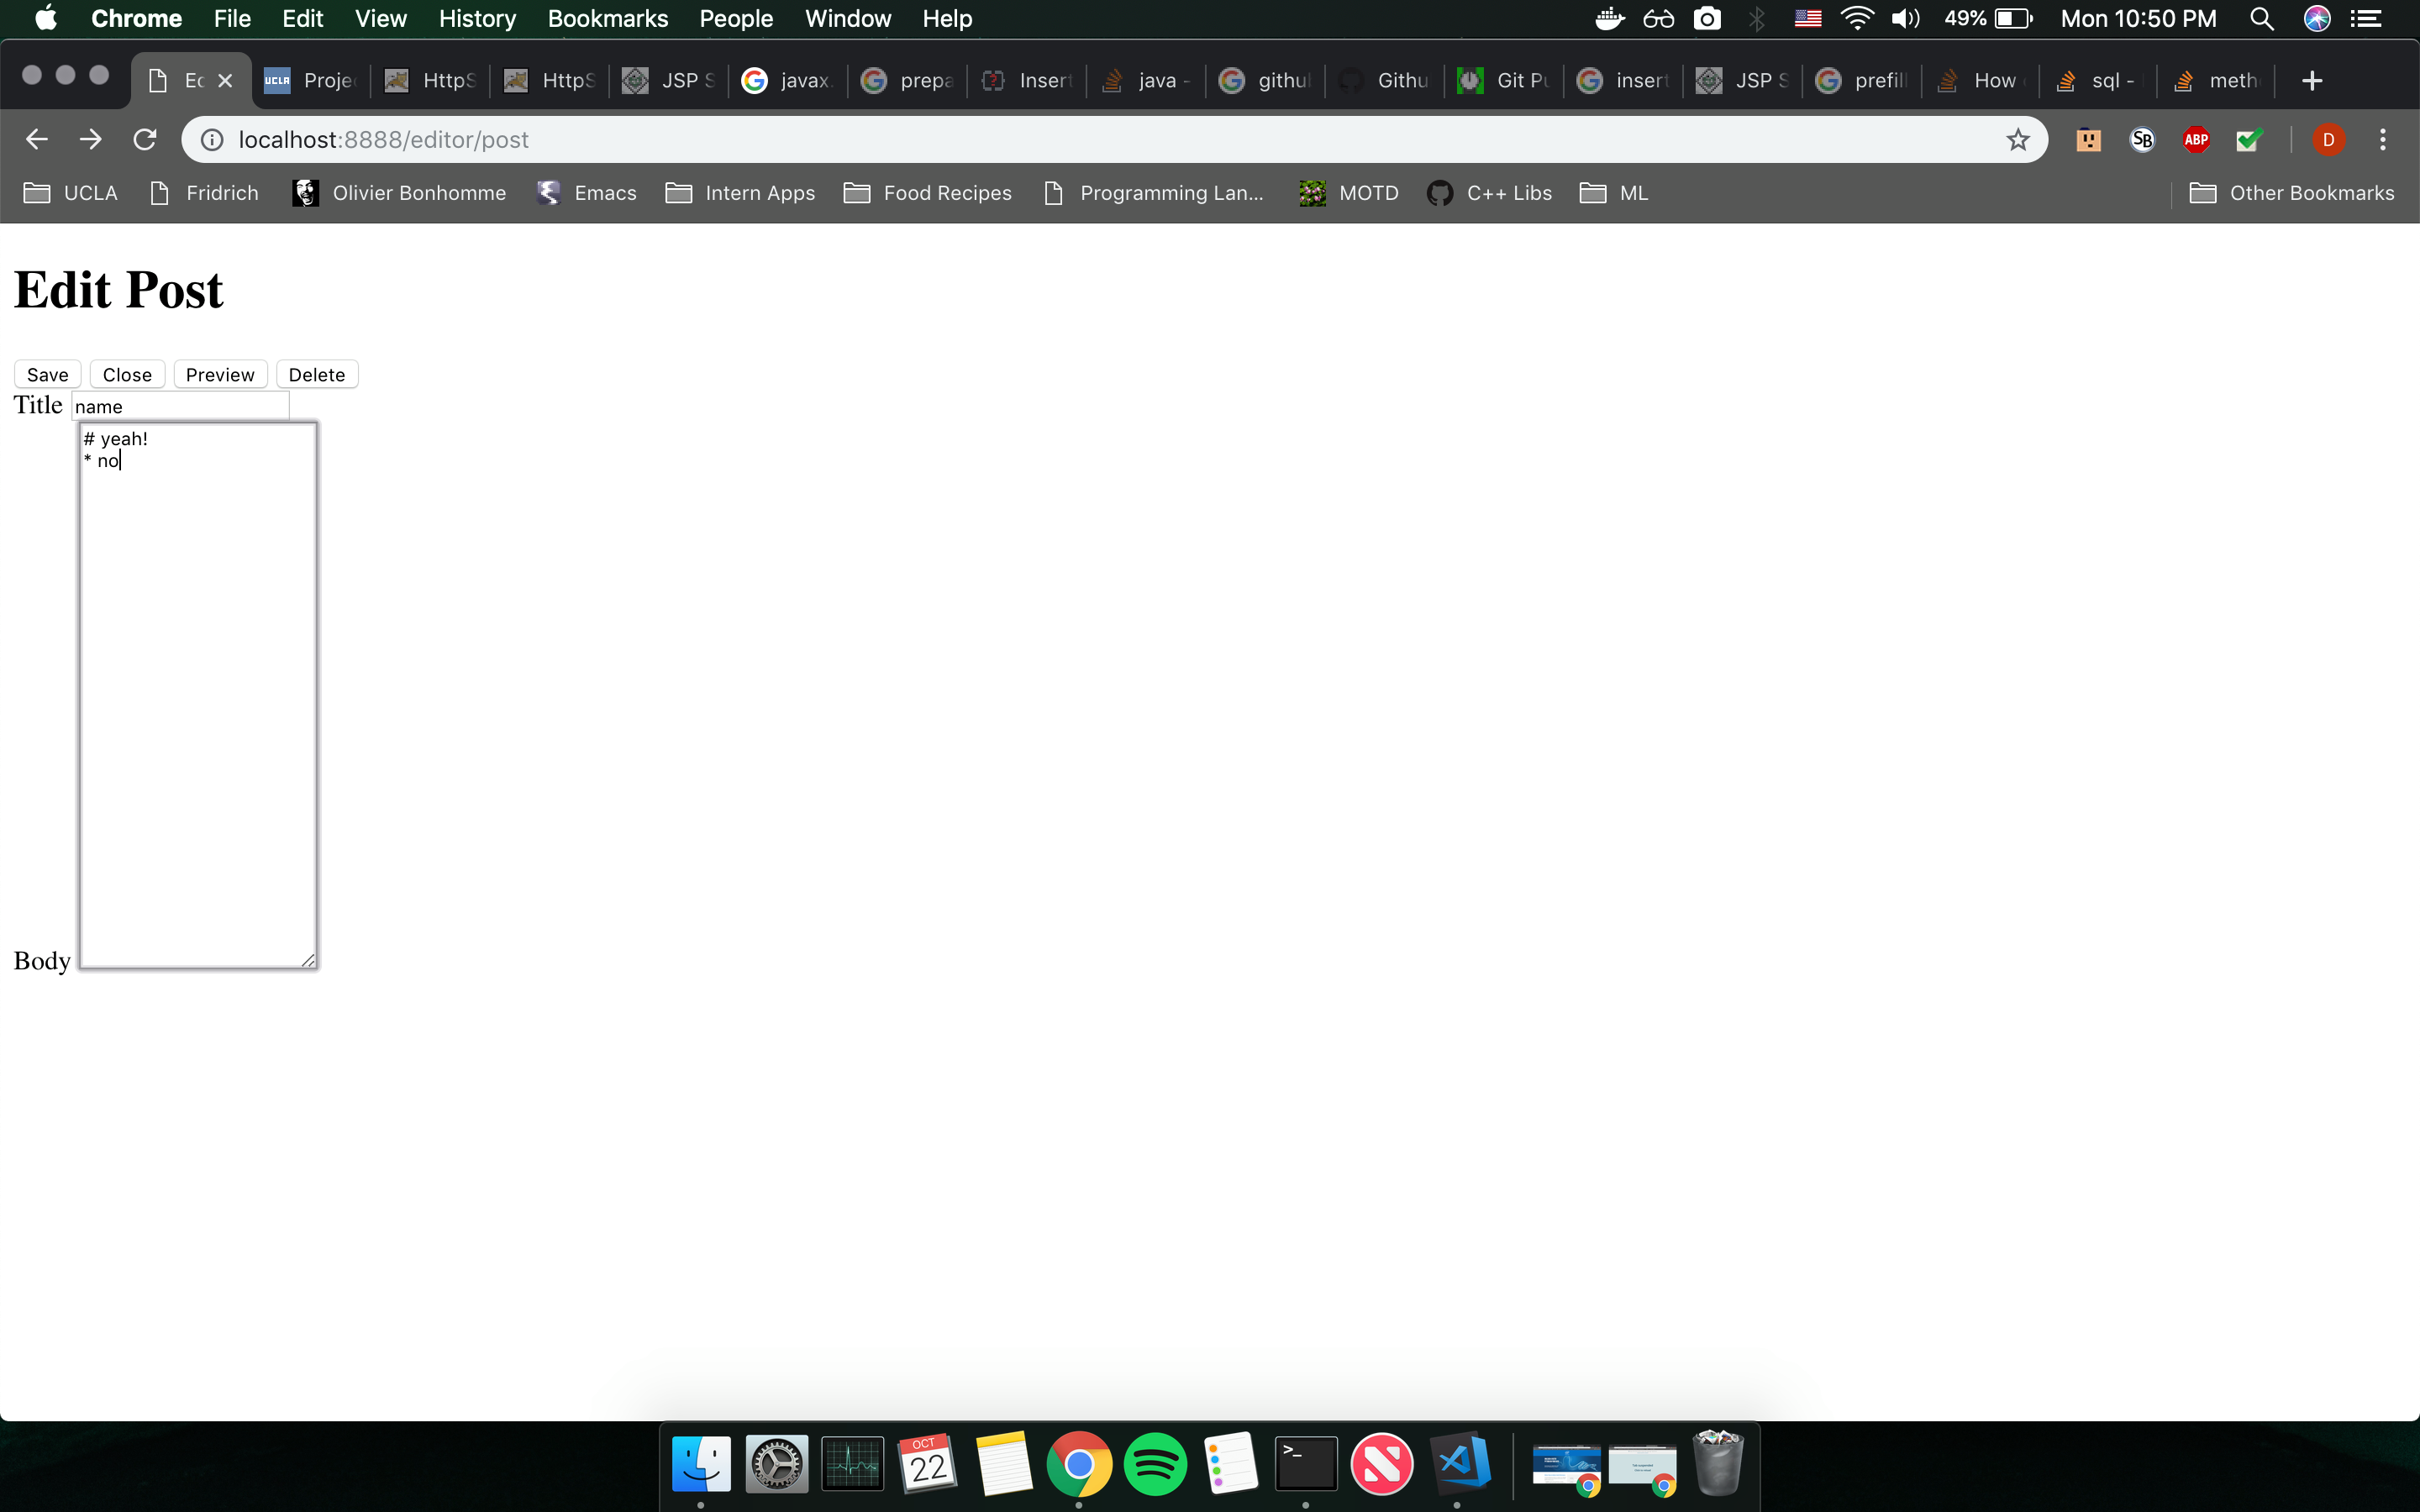 Chrome File Edit View History Bookmarks People Window Help 49% Mon 10:50 PM
Ec Proje HttpS HttpS JSP S javax. prepa Insert java - githul Githu Git Pu insert JSP S prefill How sql - meth
localhost:8888/editor/post SB ABP D
UCLA Fridrich Olivier Bonhomme Emacs Intern Apps Food Recipes Programming Lan... MOTD C++ Libs ML Other Bookmarks
Edit Post
Save Close Preview Delete
Title name
# yeah!
* no
Body
OCT
22
>_